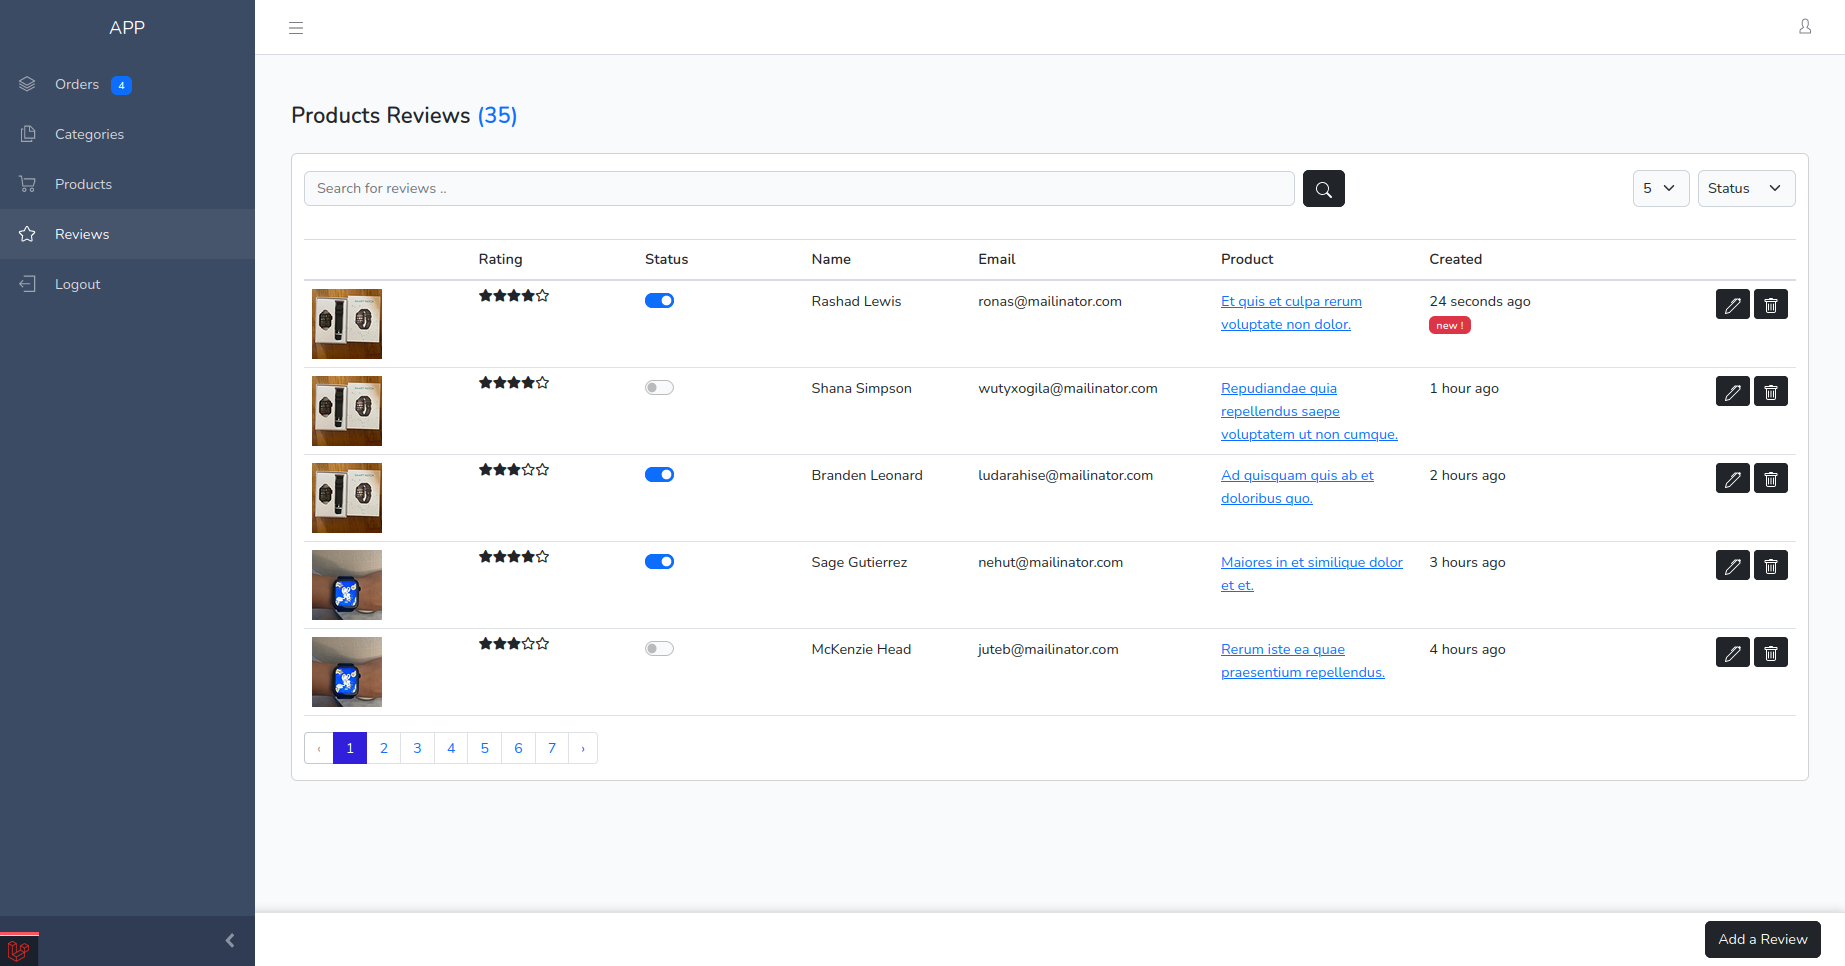 APP
Orders 4
Categories
Products
Reviews
Logout
Products Reviews (35)
Search for reviews ..
5
Status
Rating Status Name Email Product Created
Rashad Lewis ronas@mailinator.com Et quis et culpa rerum 24 seconds ago
voluptate non dolor. new !
Shana Simpson wutyxogila@mailinator.com Repudiandae quia 1 hour ago
repellendus saepe
voluptatem ut non cumque.
Branden Leonard ludarahise@mailinator.com Ad quisquam quis ab et 2 hours ago
doloribus quo.
Sage Gutierrez nehut@mailinator.com Maiores in et similique dolor 3 hours ago
et et.
McKenzie Head juteb@mailinator.com Rerum iste ea quae 4 hours ago
praesentium repellendus.
‹ 1 2 3 4 5 6 7 ›
Add a Review